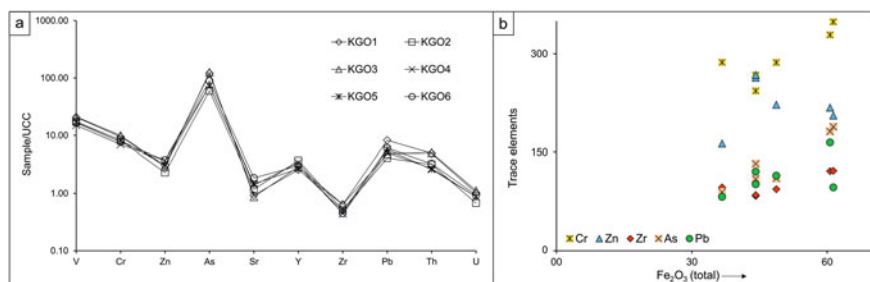 a
1000.00
100.00
10.00
1.00
0.10
Sample/UCC
KGO1
KGO2
KGO3
KGO4
KGO5
KGO6
V Cr Zn As Sr Y Zr Pb Th U
b
300
150
00
Trace elements
Cr Zn Zr As Pb
00 30 60
Fe₂O₃ (total)